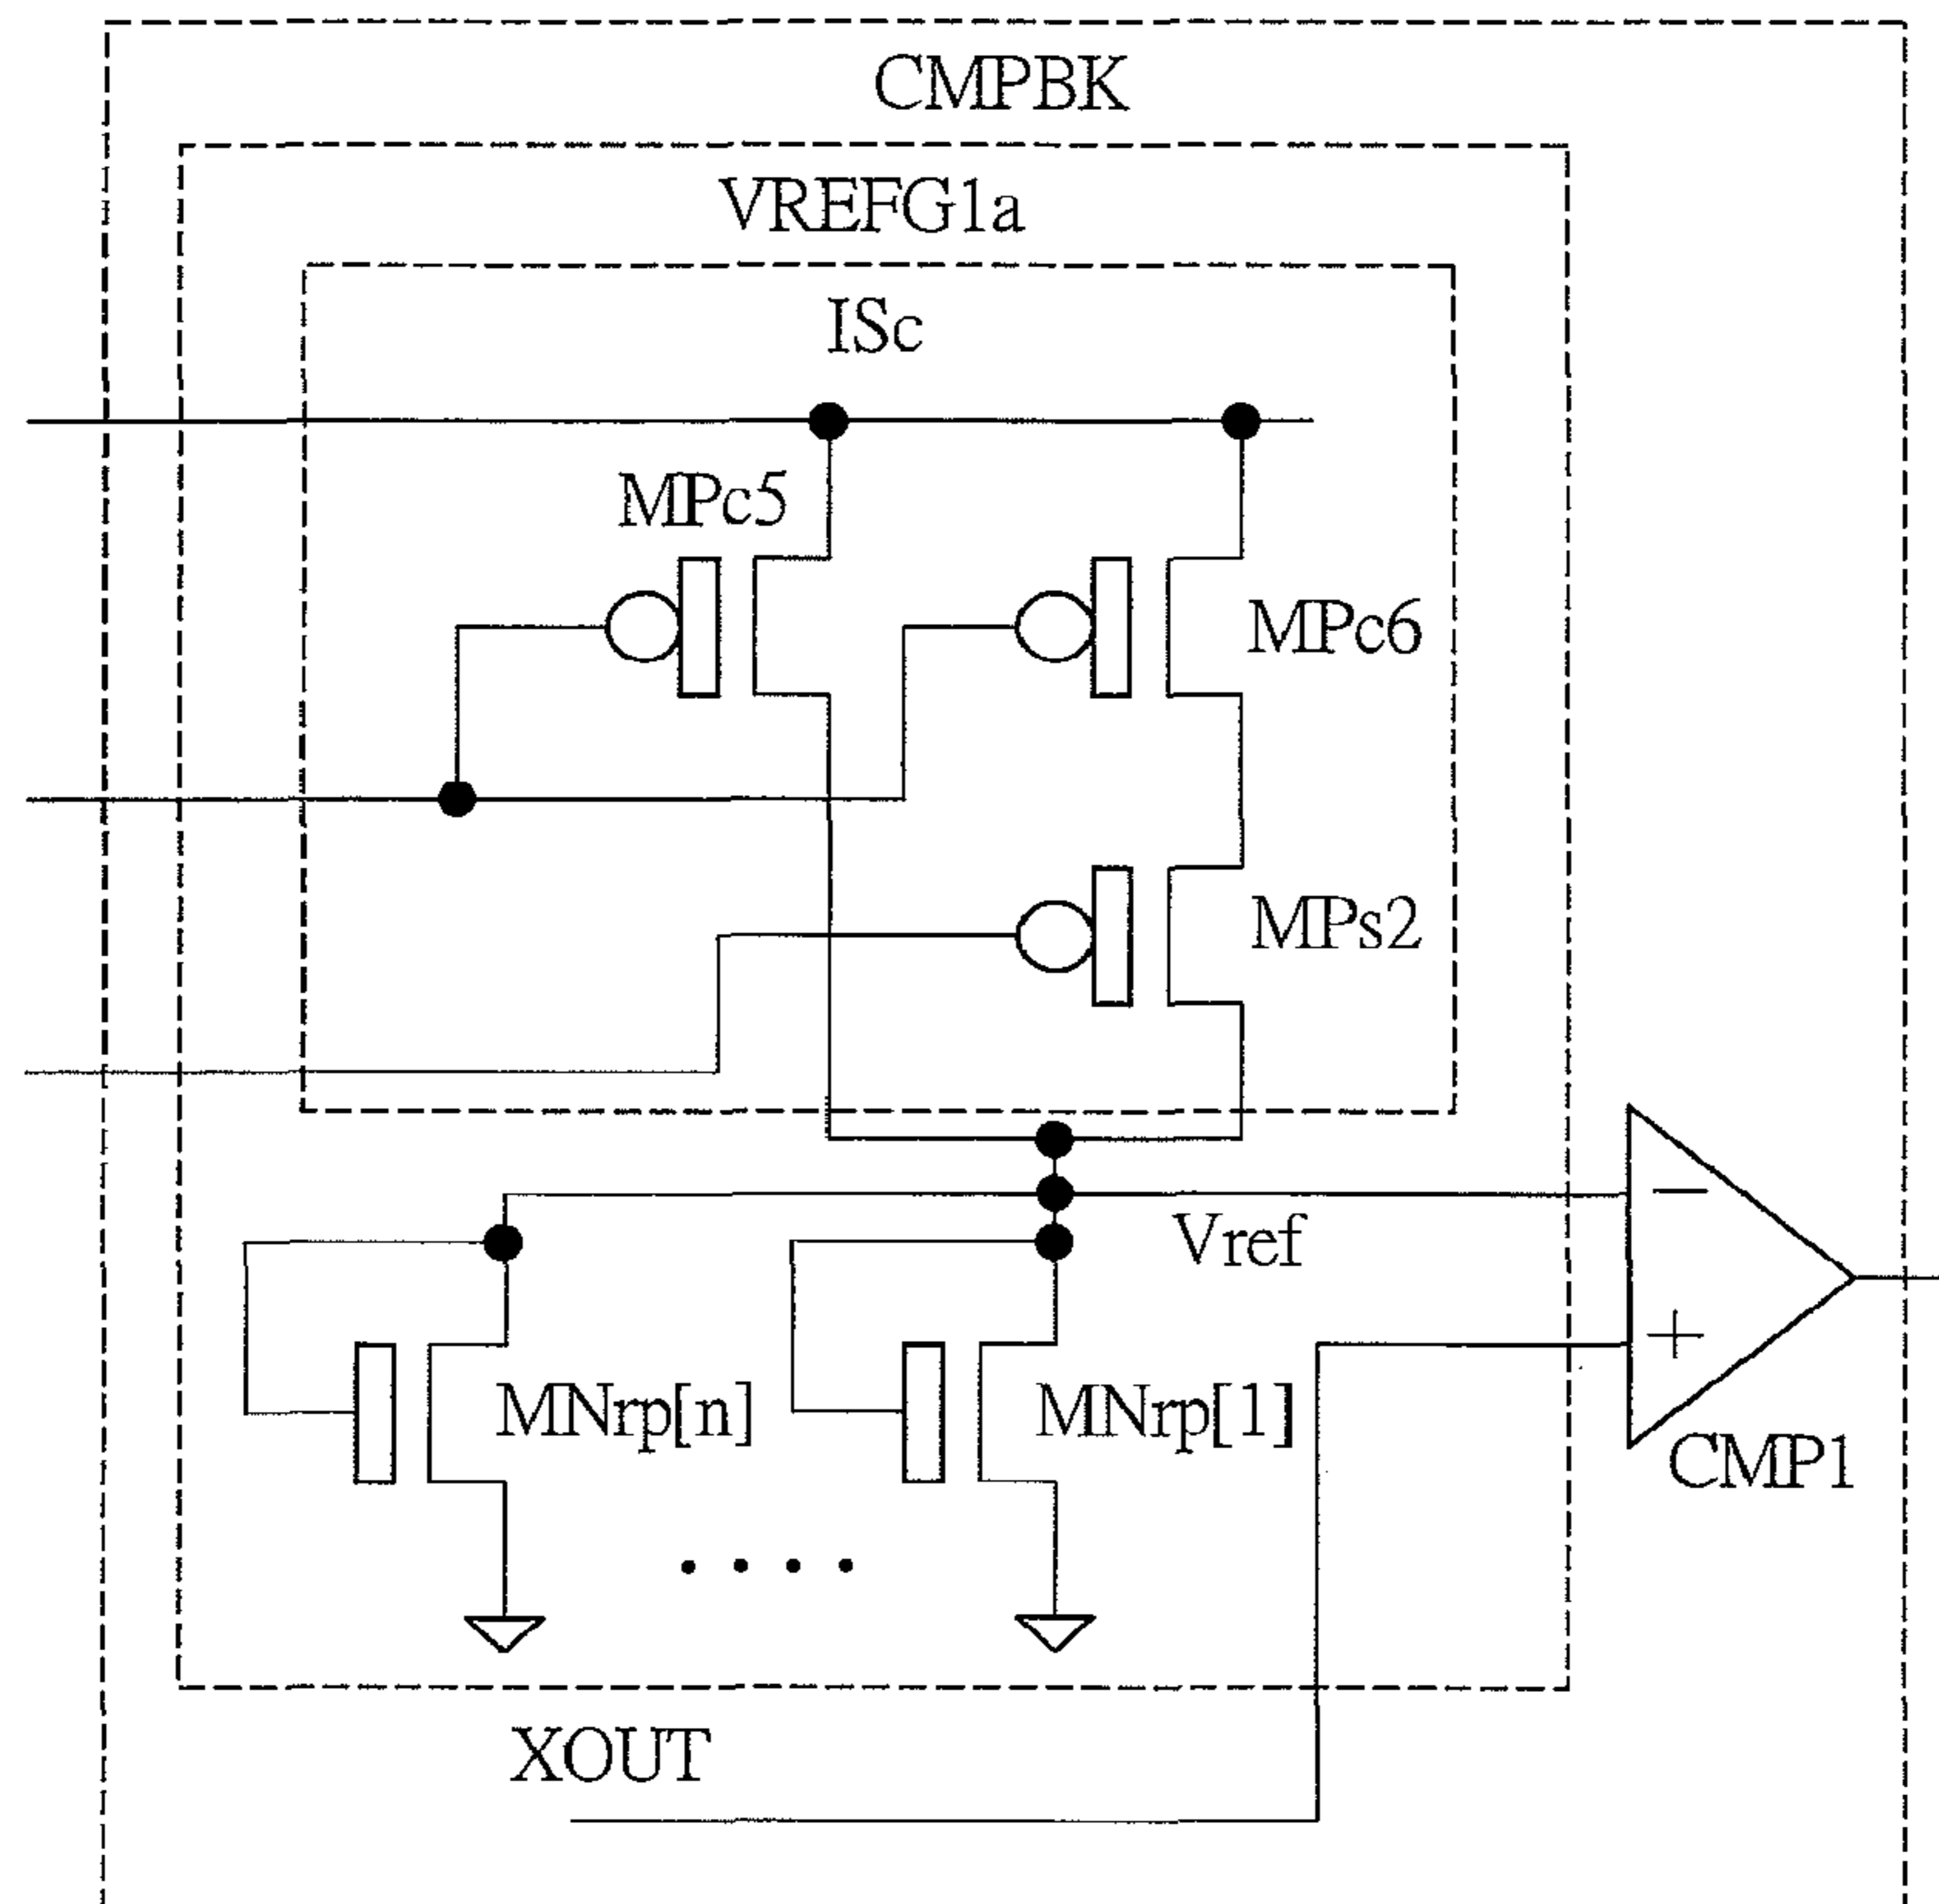 CMPBK
VREFG1a
ISc
MPc5
MPc6
MPs2
Vref
−
+
MNrp[n]
MNrp[1]
CMP1
. . . .
XOUT